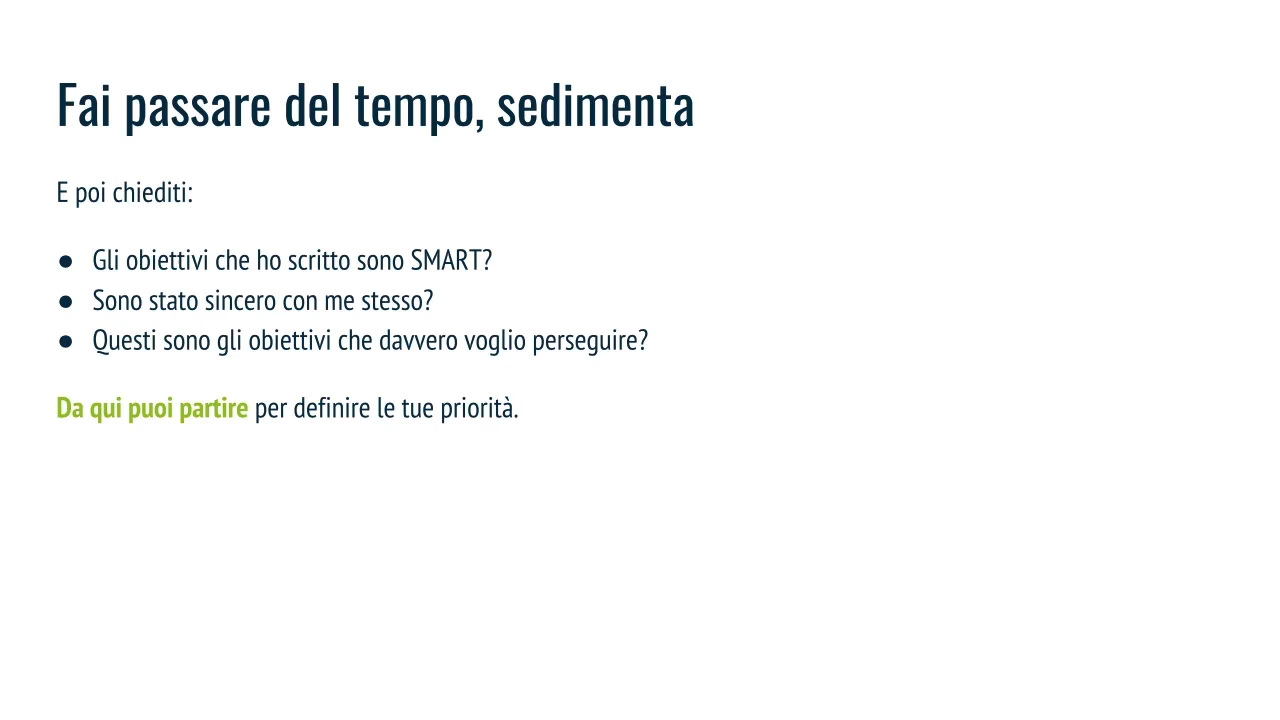 Fai passare del tempo, sedimenta
E poi chiediti:
● Gli obiettivi che ho scritto sono SMART?
● Sono stato sincero con me stesso?
● Questi sono gli obiettivi che davvero voglio perseguire?
Da qui puoi partire per definire le tue priorità.